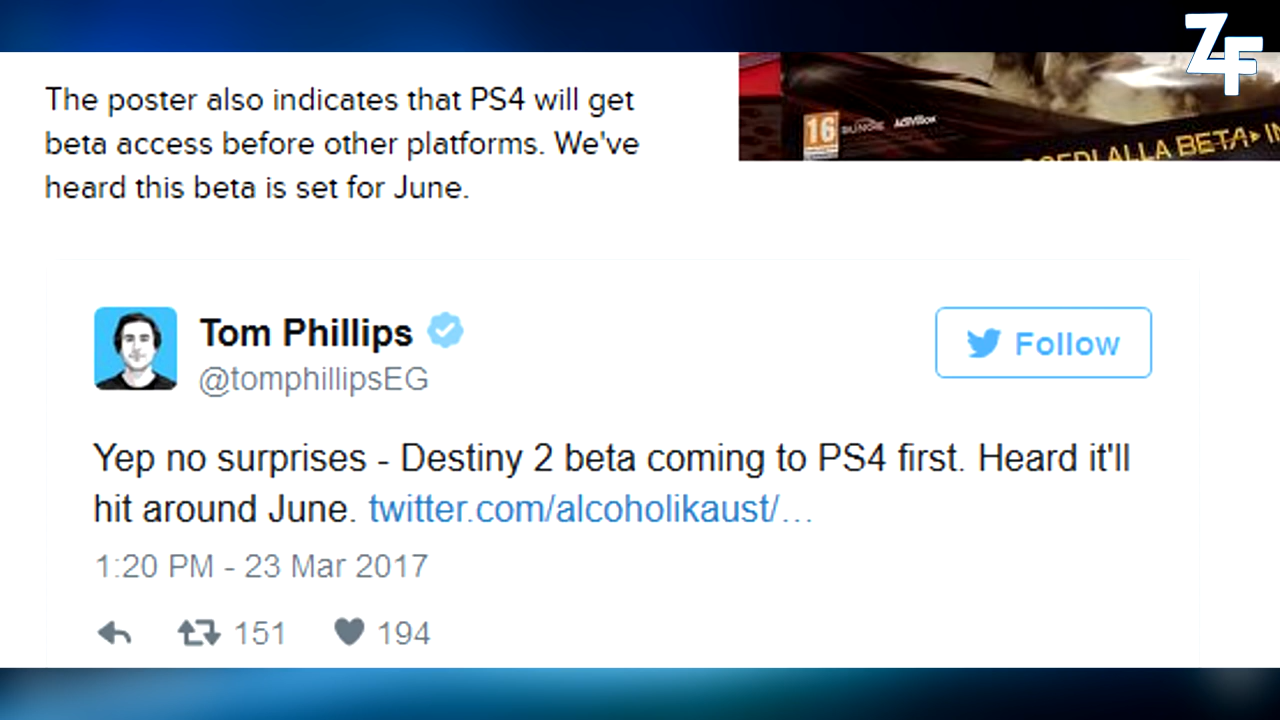 ZF
The poster also indicates that PS4 will get
beta access before other platforms. We've
heard this beta is set for June.
16 BUNGIE ACTIVISION
ALLA BETA
Tom Phillips
@tomphillipsEG
Follow
Yep no surprises - Destiny 2 beta coming to PS4 first. Heard it'll
hit around June. twitter.com/alcoholikaust/…
1:20 PM - 23 Mar 2017
151 194